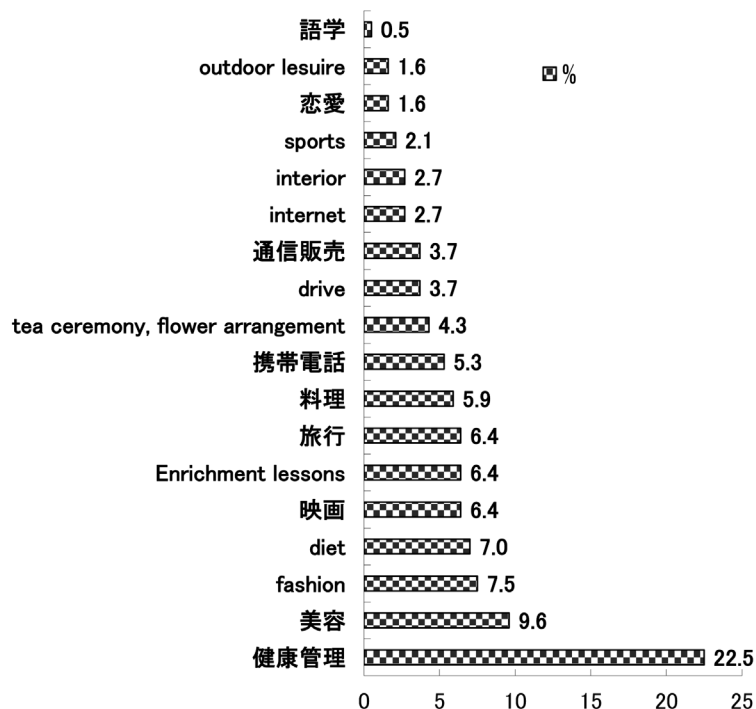 語学 0.5
outdoor lesuire 1.6
%
恋愛 1.6
sports 2.1
interior 2.7
internet 2.7
通信販売 3.7
drive 3.7
tea ceremony, flower arrangement 4.3
携帯電話 5.3
料理 5.9
旅行 6.4
Enrichment lessons 6.4
映画 6.4
diet 7.0
fashion 7.5
美容 9.6
健康管理 22.5
0 5 10 15 20 25